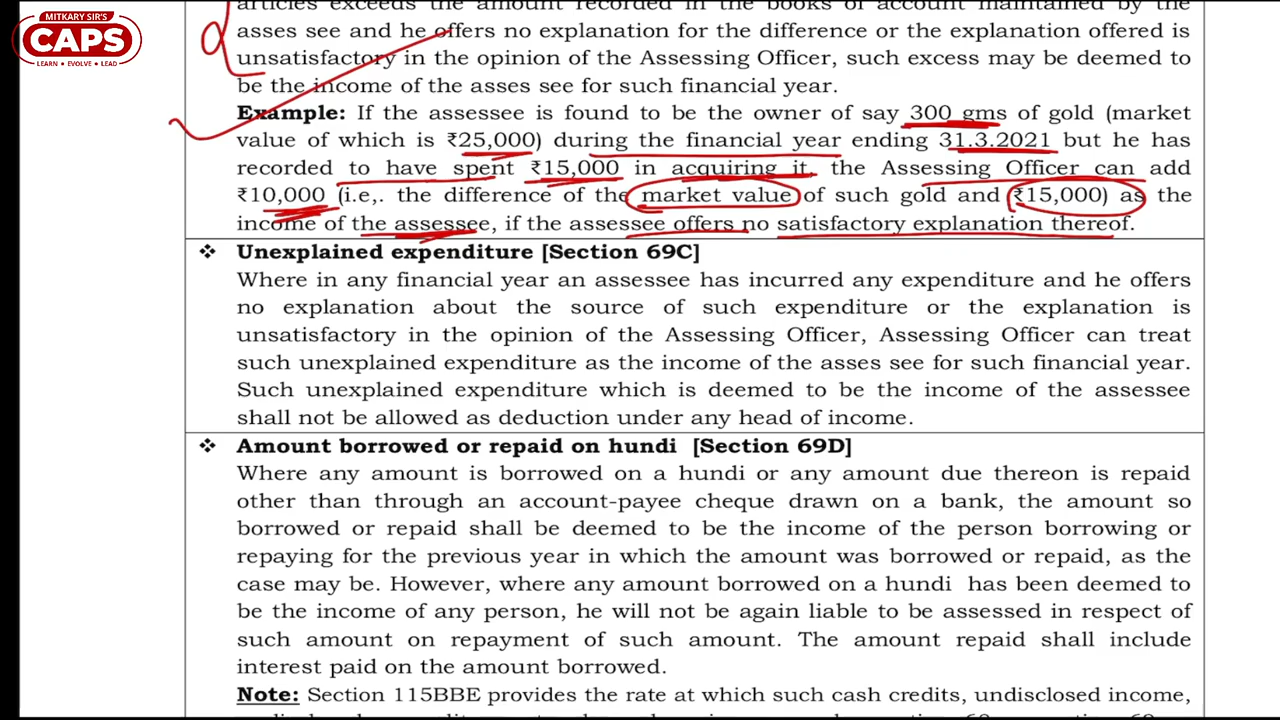 MITKARY SIR'S
CAPS
LEARN • EVOLVE • LEAD
articles exceeds the amount recorded in the books of account maintained by the
asses see and he offers no explanation for the difference or the explanation offered is
unsatisfactory in the opinion of the Assessing Officer, such excess may be deemed to
be the income of the asses see for such financial year.
Example: If the assessee is found to be the owner of say 300 gms of gold (market
value of which is ₹25,000) during the financial year ending 31.3.2021 but he has
recorded to have spent ₹15,000 in acquiring it, the Assessing Officer can add
₹10,000 (i.e,. the difference of the market value of such gold and ₹15,000) as the
income of the assessee, if the assessee offers no satisfactory explanation thereof.
❖ Unexplained expenditure [Section 69C]
Where in any financial year an assessee has incurred any expenditure and he offers
no explanation about the source of such expenditure or the explanation is
unsatisfactory in the opinion of the Assessing Officer, Assessing Officer can treat
such unexplained expenditure as the income of the asses see for such financial year.
Such unexplained expenditure which is deemed to be the income of the assessee
shall not be allowed as deduction under any head of income.
❖ Amount borrowed or repaid on hundi [Section 69D]
Where any amount is borrowed on a hundi or any amount due thereon is repaid
other than through an account-payee cheque drawn on a bank, the amount so
borrowed or repaid shall be deemed to be the income of the person borrowing or
repaying for the previous year in which the amount was borrowed or repaid, as the
case may be. However, where any amount borrowed on a hundi has been deemed to
be the income of any person, he will not be again liable to be assessed in respect of
such amount on repayment of such amount. The amount repaid shall include
interest paid on the amount borrowed.
Note: Section 115BBE provides the rate at which such cash credits, undisclosed income,